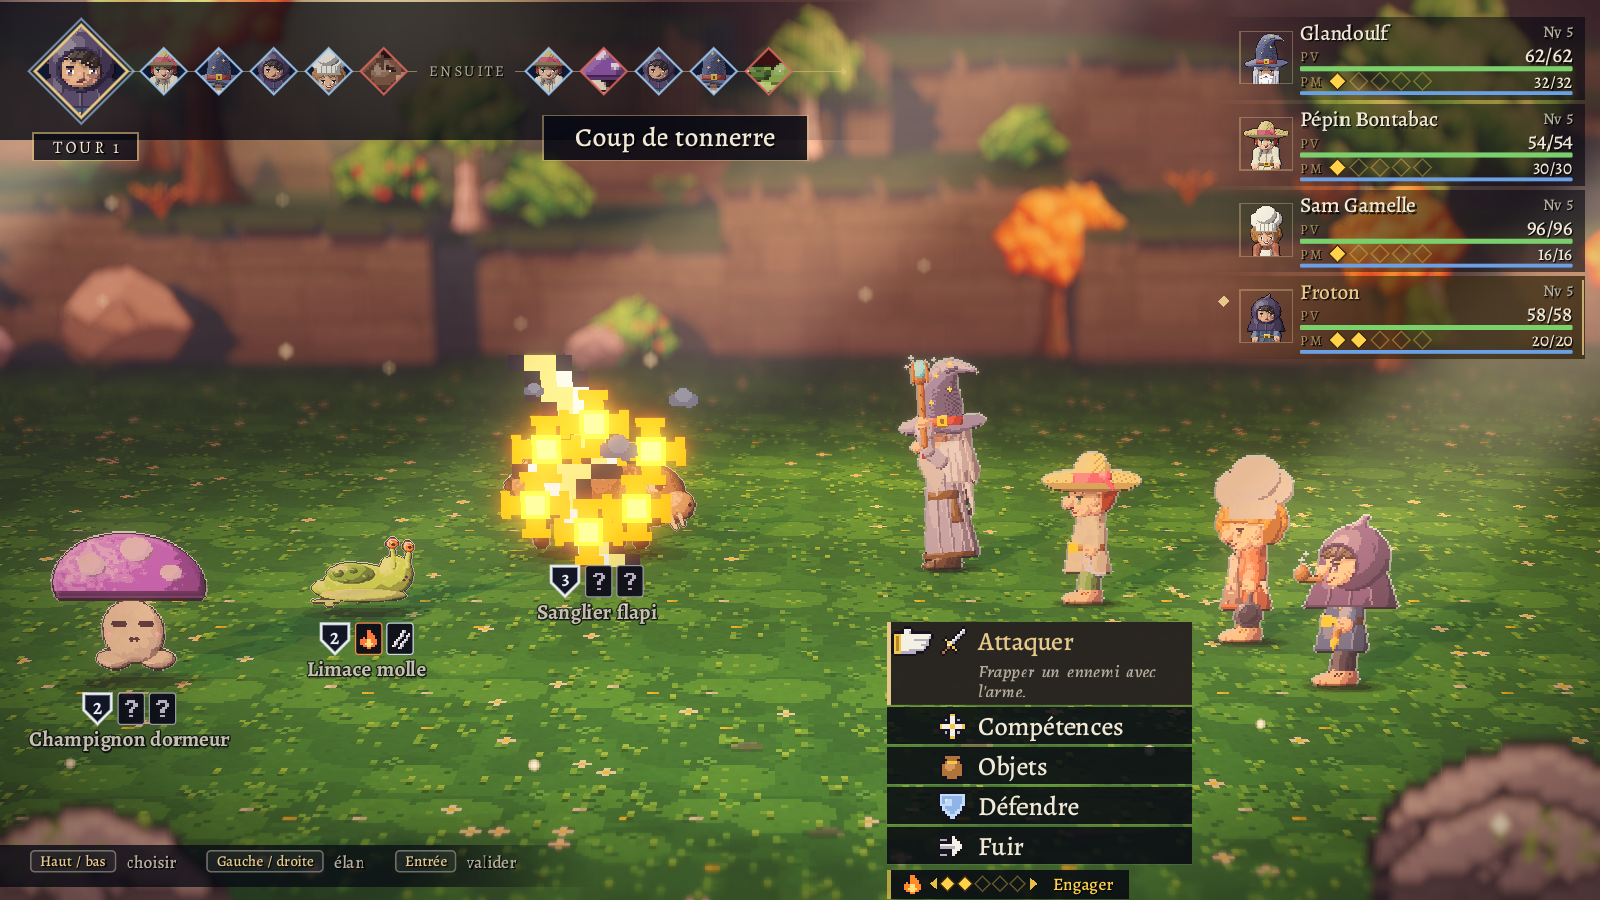 ENSUITE
TOUR 1
Coup de tonnerre
Glandoulf Nv 5
PV 62/62
PM 32/32
Pépin Bontabac Nv 5
PV 54/54
PM 30/30
Sam Gamelle Nv 5
PV 96/96
PM 16/16
Froton Nv 5
PV 58/58
PM 20/20
3 ? ?
Sanglier flapi
2
Limace molle
2 ? ?
Champignon dormeur
Attaquer
Frapper un ennemi avec
l'arme.
Compétences
Objets
Défendre
Fuir
Engager
Haut / bas choisir Gauche / droite élan Entrée valider